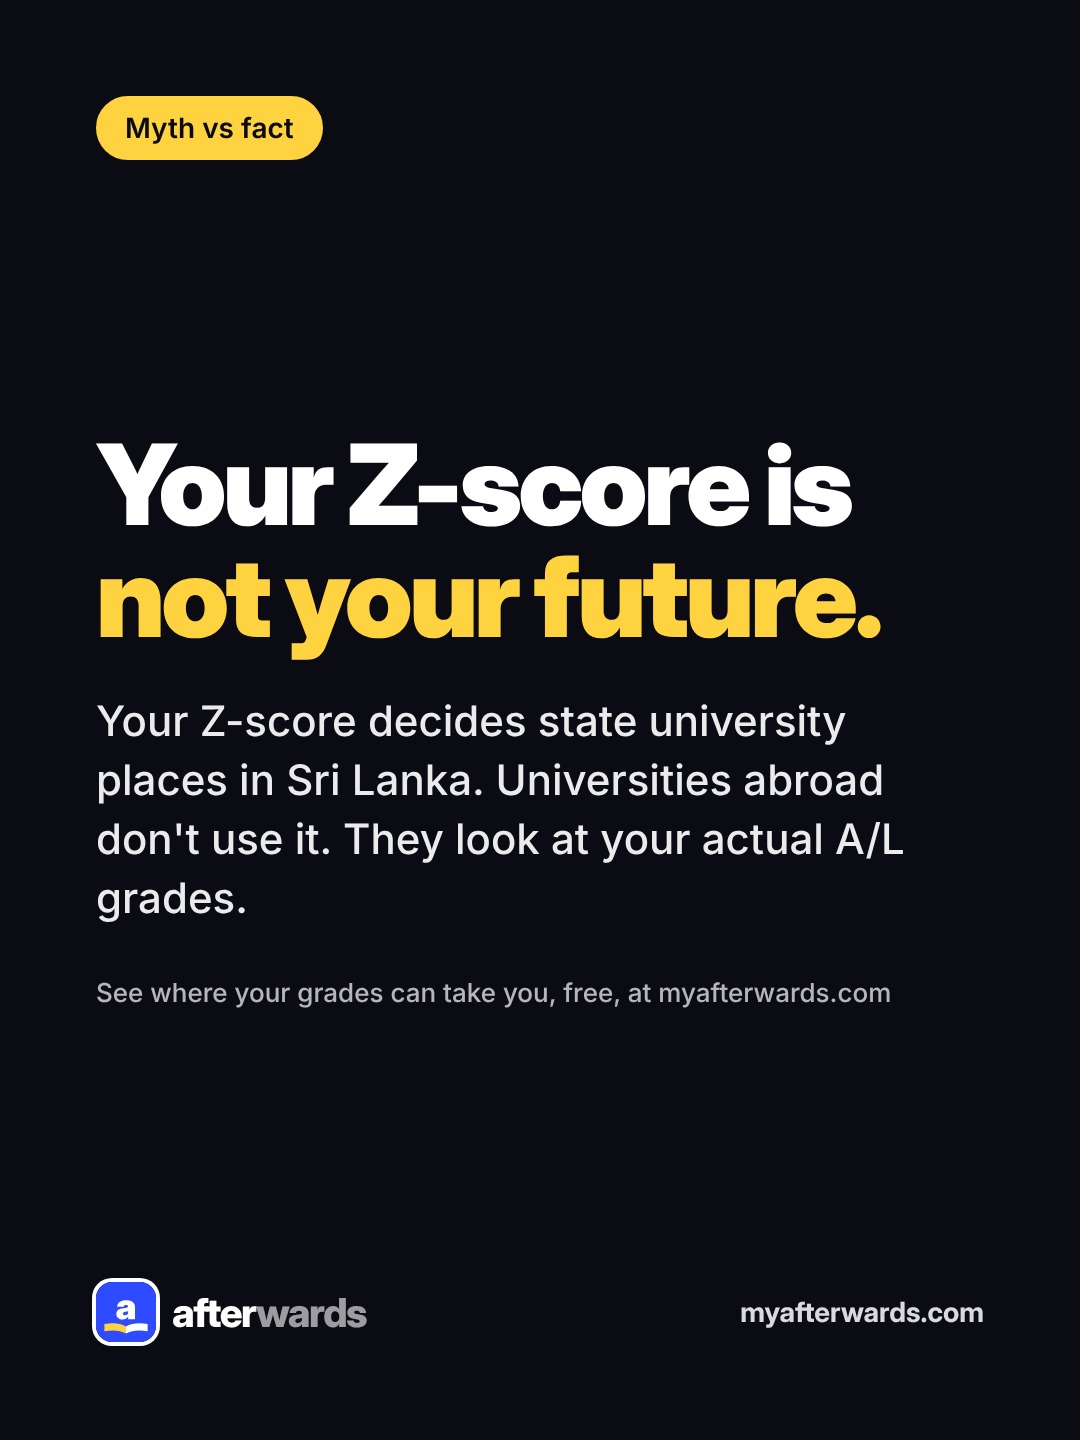 Myth vs fact
Your Z-score is
not your future.
Your Z-score decides state university
places in Sri Lanka. Universities abroad
don't use it. They look at your actual A/L
grades.
See where your grades can take you, free, at myafterwards.com
a
afterwards
myafterwards.com